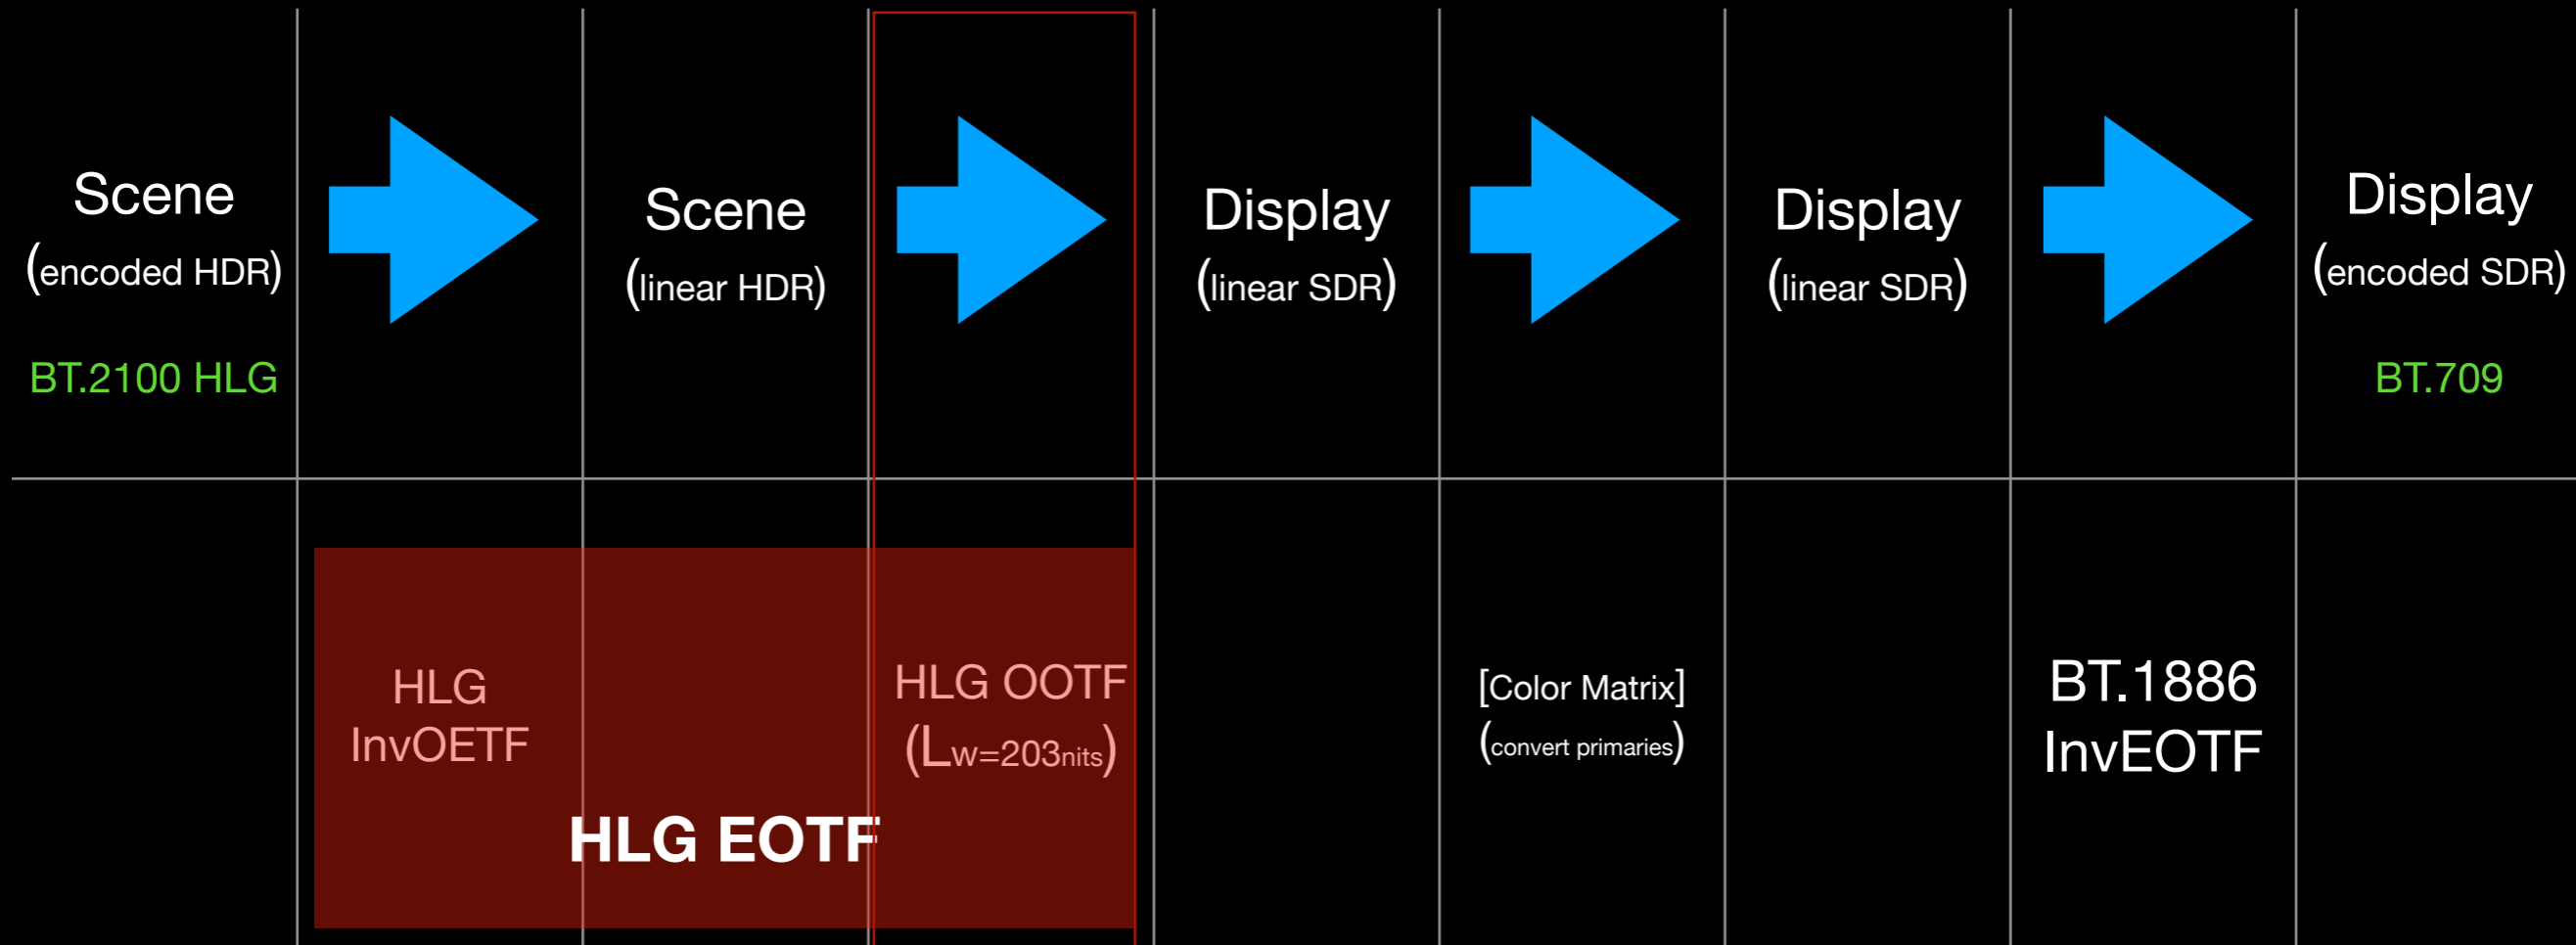 Scene
(encoded HDR)
BT.2100 HLG
Scene
(linear HDR)
Display
(linear SDR)
Display
(linear SDR)
Display
(encoded SDR)
BT.709
HLG
InvOETF
HLG EOTF
HLG OOTF
(Lw=203nits)
[Color Matrix]
(convert primaries)
BT.1886
InvEOTF